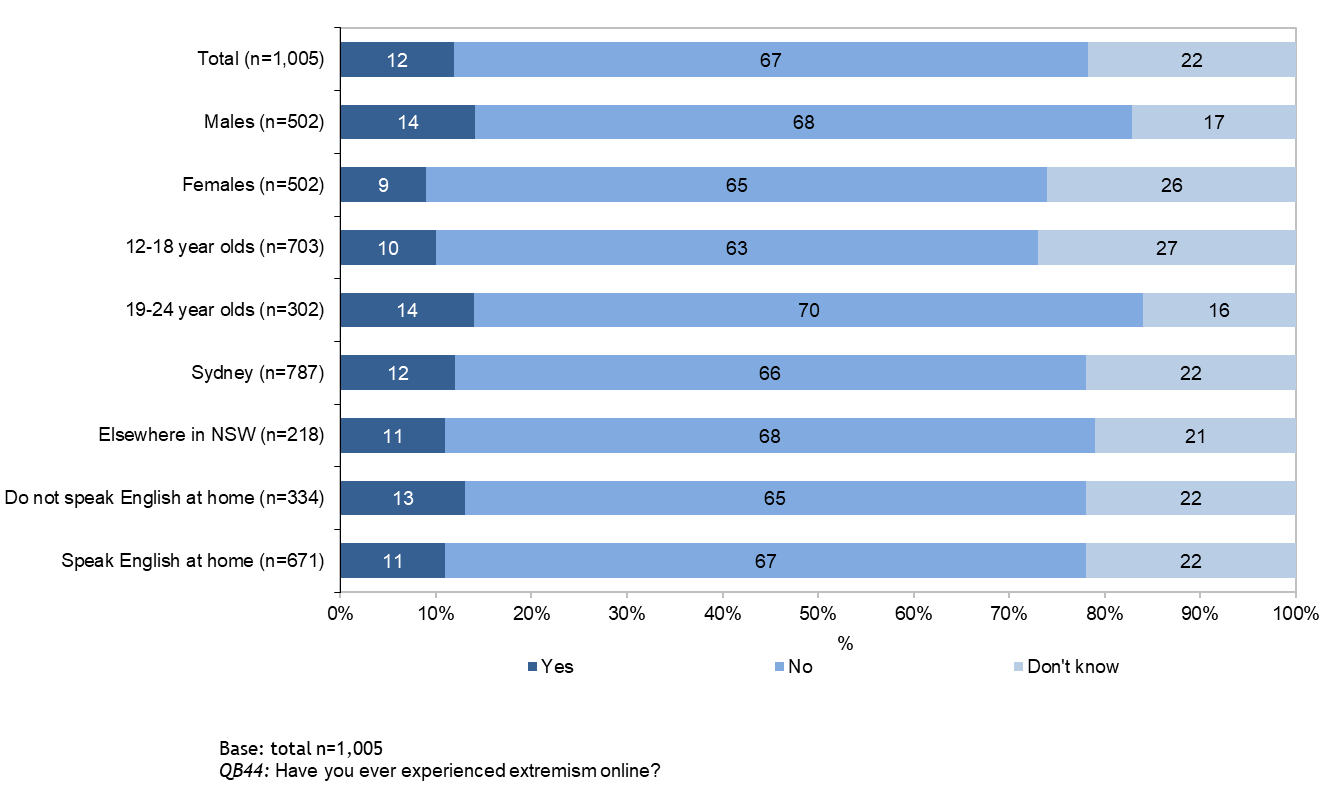 Total (n=1,005) 12 67 22
Males (n=502) 14 68 17
Females (n=502) 9 65 26
12-18 year olds (n=703) 10 63 27
19-24 year olds (n=302) 14 70 16
Sydney (n=787) 12 66 22
Elsewhere in NSW (n=218) 11 68 21
Do not speak English at home (n=334) 13 65 22
Speak English at home (n=671) 11 67 22
0% 10% 20% 30% 40% 50% 60% 70% 80% 90% 100%
%
Yes No Don't know
Base: total n=1,005
QB44: Have you ever experienced extremism online?